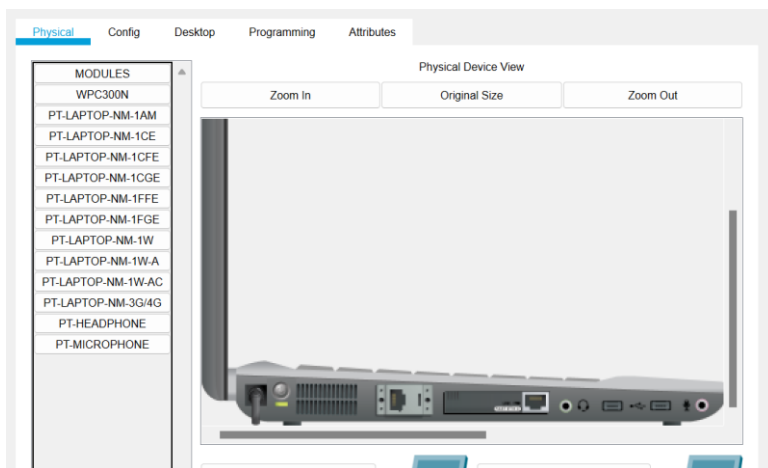 Physical Config Desktop Programming Attributes
MODULES
WPC300N
PT-LAPTOP-NM-1AM
PT-LAPTOP-NM-1CE
PT-LAPTOP-NM-1CFE
PT-LAPTOP-NM-1CGE
PT-LAPTOP-NM-1FFE
PT-LAPTOP-NM-1FGE
PT-LAPTOP-NM-1W
PT-LAPTOP-NM-1W-A
PT-LAPTOP-NM-1W-AC
PT-LAPTOP-NM-3G/4G
PT-HEADPHONE
PT-MICROPHONE
Physical Device View
Zoom In Original Size Zoom Out